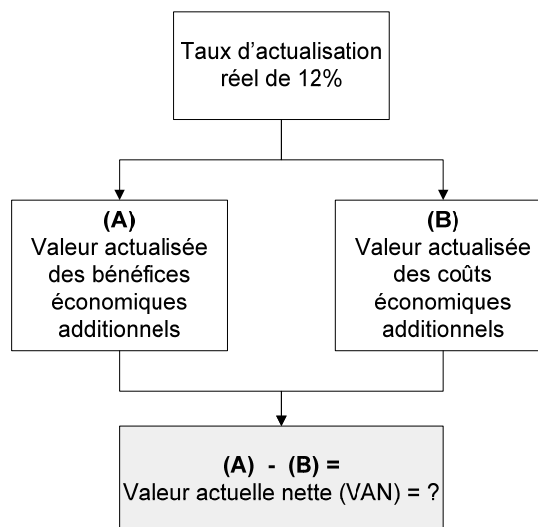 Taux d’actualisation
réel de 12%
(A)
Valeur actualisée
des bénéfices
économiques
additionnels
(B)
Valeur actualisée
des coûts
économiques
additionnels
(A) - (B) =
Valeur actuelle nette (VAN) = ?